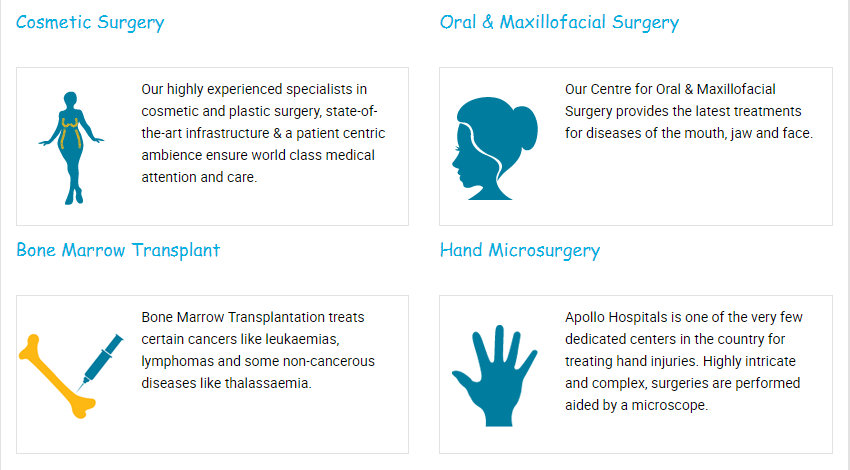 Cosmetic Surgery
Our highly experienced specialists in
cosmetic and plastic surgery, state-of-
the-art infrastructure & a patient centric
ambience ensure world class medical
attention and care.
Oral & Maxillofacial Surgery
Our Centre for Oral & Maxillofacial
Surgery provides the latest treatments
for diseases of the mouth, jaw and face.
Bone Marrow Transplant
Bone Marrow Transplantation treats
certain cancers like leukaemias,
lymphomas and some non-cancerous
diseases like thalassaemia.
Hand Microsurgery
Apollo Hospitals is one of the very few
dedicated centers in the country for
treating hand injuries. Highly intricate
and complex, surgeries are performed
aided by a microscope.